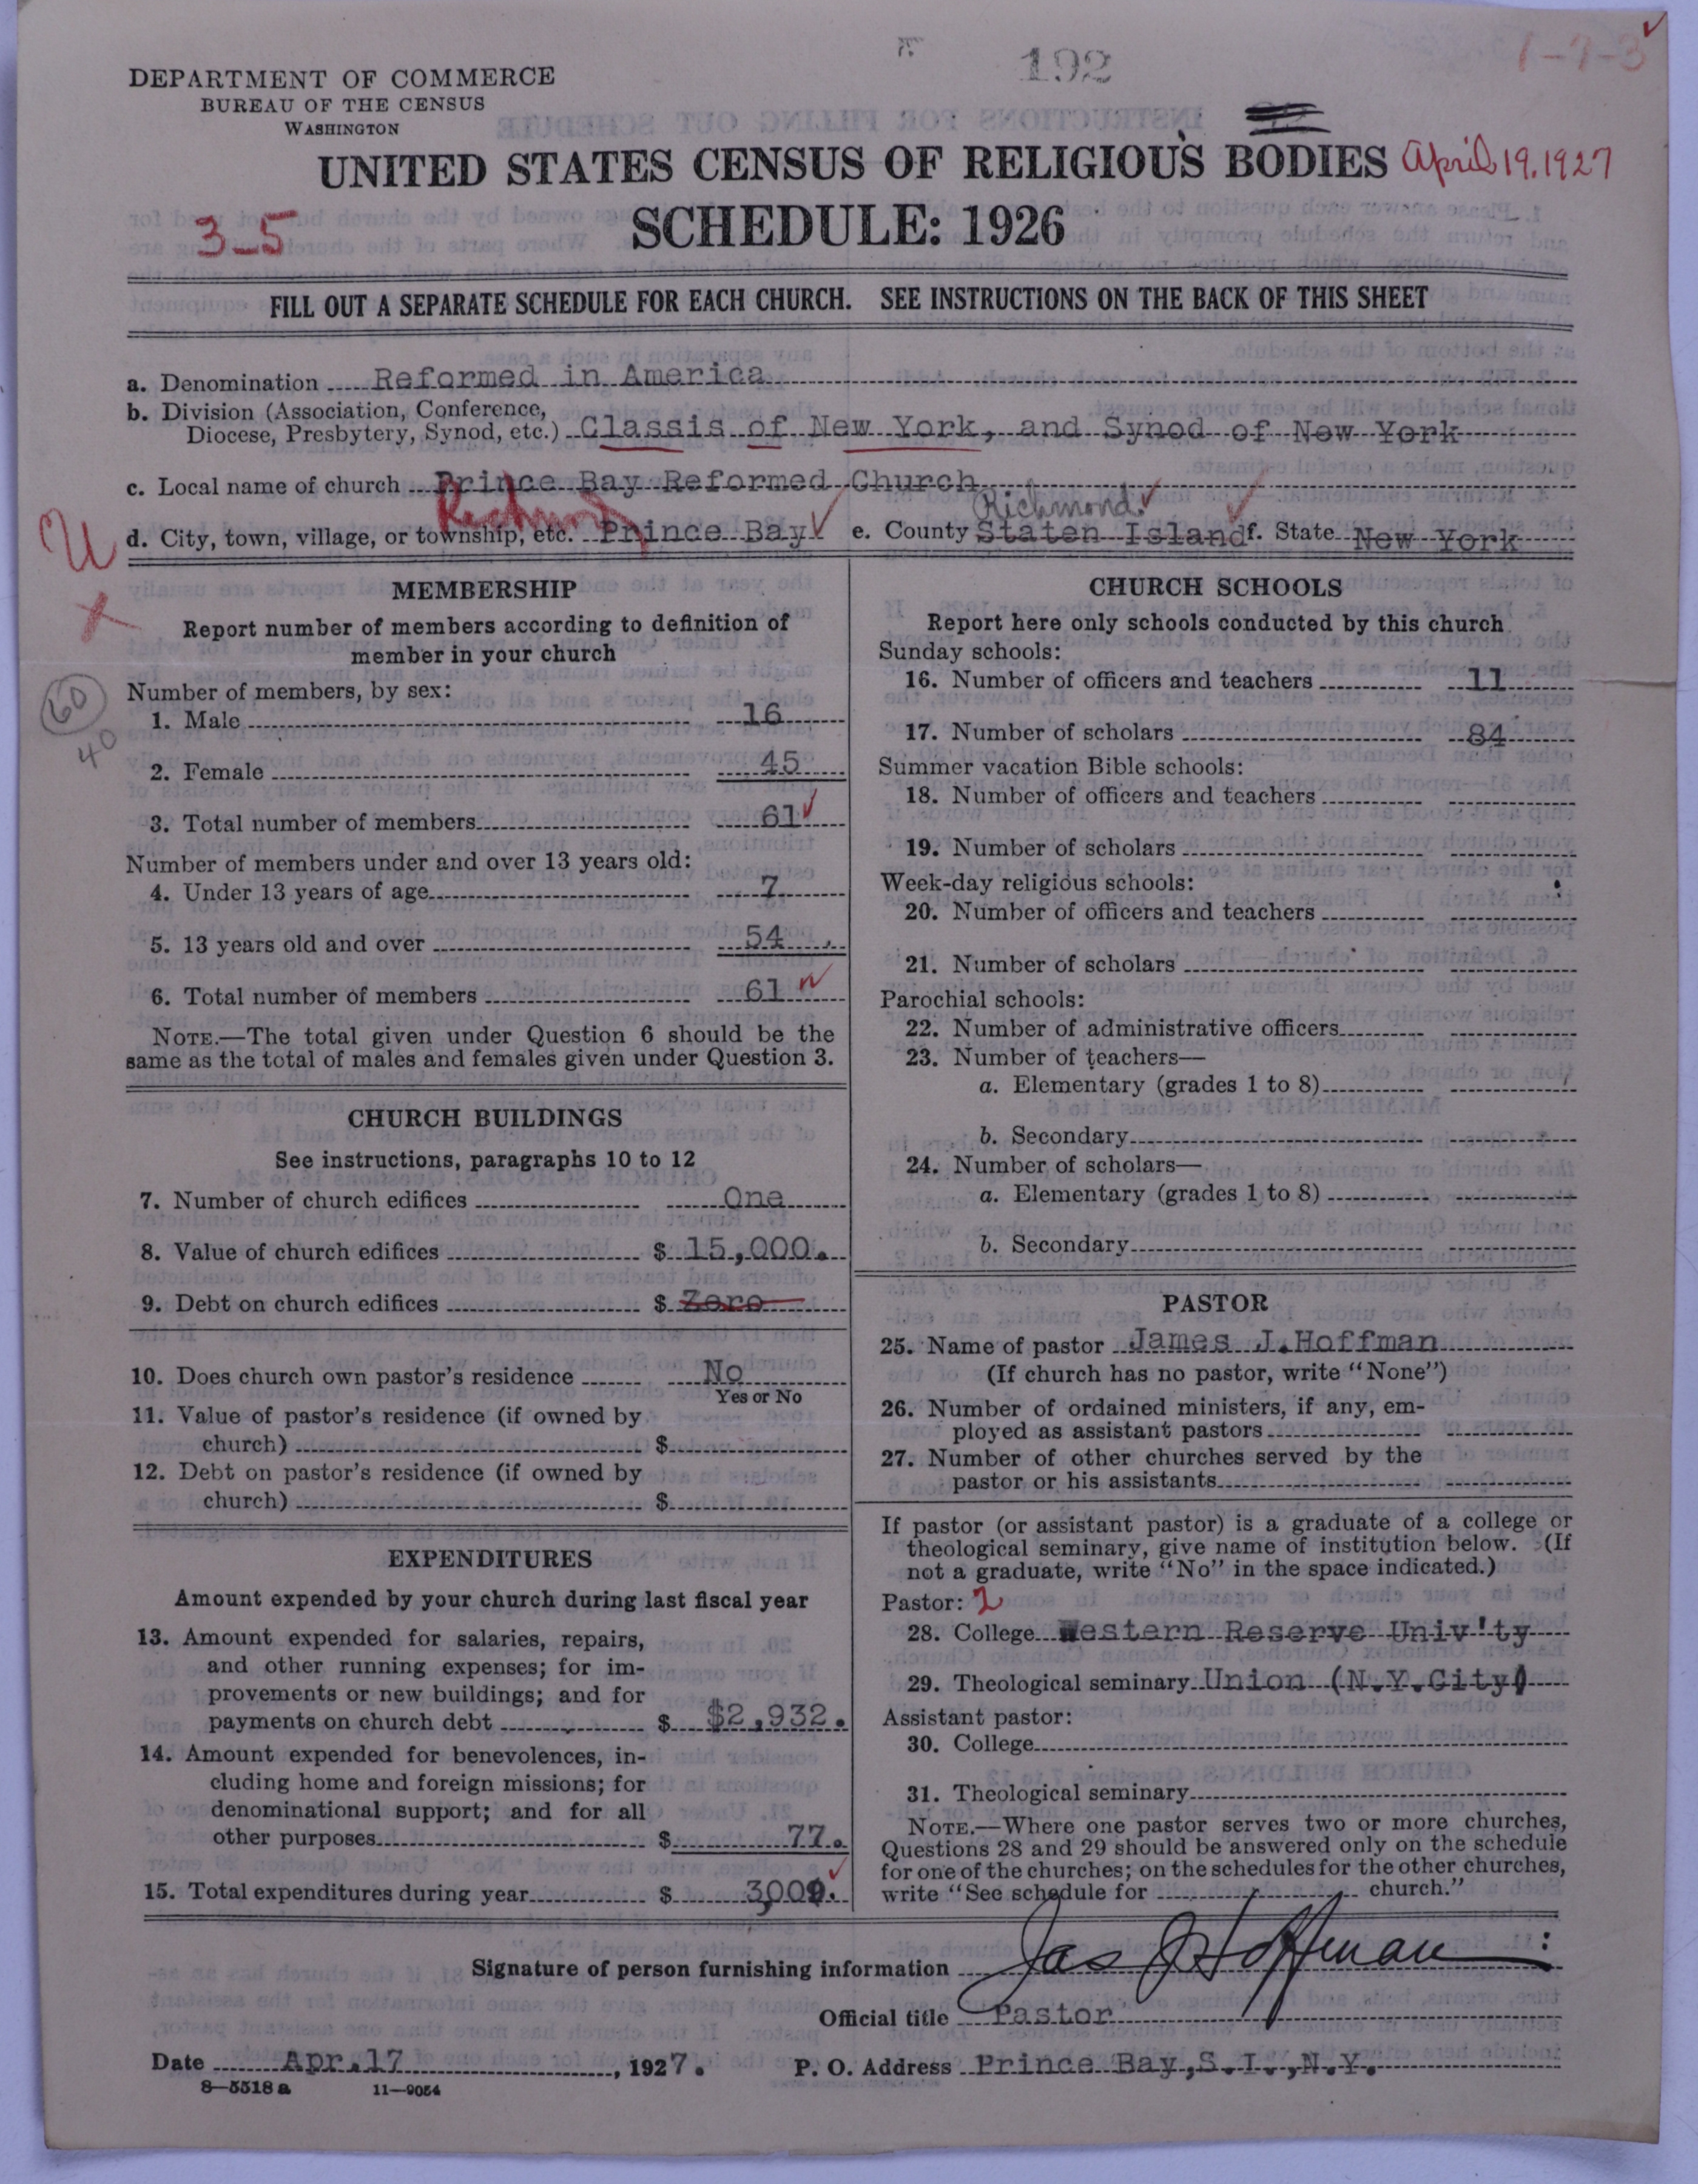 192
1-7-3
DEPARTMENT OF COMMERCE
BUREAU OF THE CENSUS
WASHINGTON
UNITED STATES CENSUS OF RELIGIOUS BODIES April 19. 1927
3-5 SCHEDULE: 1926
FILL OUT A SEPARATE SCHEDULE FOR EACH CHURCH. SEE INSTRUCTIONS ON THE BACK OF THIS SHEET
a. Denomination Reformed in America
b. Division (Association, Conference,
Diocese, Presbytery, Synod, etc.) Classis of New York, and Synod of New York
c. Local name of church Prince Bay Reformed Church
Richmond Richmond
U d. City, town, village, or township, etc. Prince Bay e. County Staten Island f. State New York
MEMBERSHIP
Report number of members according to definition of
member in your church
Number of members, by sex:
60 1. Male 16
40
2. Female 45
3. Total number of members 61
Number of members under and over 13 years old:
4. Under 13 years of age 7
5. 13 years old and over 54
6. Total number of members 61
NOTE.—The total given under Question 6 should be the
same as the total of males and females given under Question 3.
CHURCH BUILDINGS
See instructions, paragraphs 10 to 12
7. Number of church edifices One
8. Value of church edifices $ 15,000.
9. Debt on church edifices $ Zero
10. Does church own pastor's residence No
Yes or No
11. Value of pastor's residence (if owned by
church) $
12. Debt on pastor's residence (if owned by
church) $
EXPENDITURES
Amount expended by your church during last fiscal year
13. Amount expended for salaries, repairs,
and other running expenses; for im-
provements or new buildings; and for
payments on church debt $ $2,932.
14. Amount expended for benevolences, in-
cluding home and foreign missions; for
denominational support; and for all
other purposes $ 77.
15. Total expenditures during year $ 3,009.
CHURCH SCHOOLS
Report here only schools conducted by this church
Sunday schools:
16. Number of officers and teachers 11
17. Number of scholars 84
Summer vacation Bible schools:
18. Number of officers and teachers
19. Number of scholars
Week-day religious schools:
20. Number of officers and teachers
21. Number of scholars
Parochial schools:
22. Number of administrative officers
23. Number of teachers—
a. Elementary (grades 1 to 8)
b. Secondary
24. Number of scholars—
a. Elementary (grades 1 to 8)
b. Secondary
PASTOR
25. Name of pastor James J. Hoffman
(If church has no pastor, write "None")
26. Number of ordained ministers, if any, em-
ployed as assistant pastors
27. Number of other churches served by the
pastor or his assistants
If pastor (or assistant pastor) is a graduate of a college or
theological seminary, give name of institution below. (If
not a graduate, write "No" in the space indicated.)
Pastor: 2
28. College Western Reserve Univ'ty
29. Theological seminary Union (N.Y.City)
Assistant pastor:
30. College
31. Theological seminary
NOTE.—Where one pastor serves two or more churches,
Questions 28 and 29 should be answered only on the schedule
for one of the churches; on the schedules for the other churches,
write "See schedule for church."
Signature of person furnishing information Jas J Hoffman
Official title Pastor
Date Apr.17, 1927. P. O. Address Prince Bay,S.I.,N.Y.
8—5518 a 11—9054